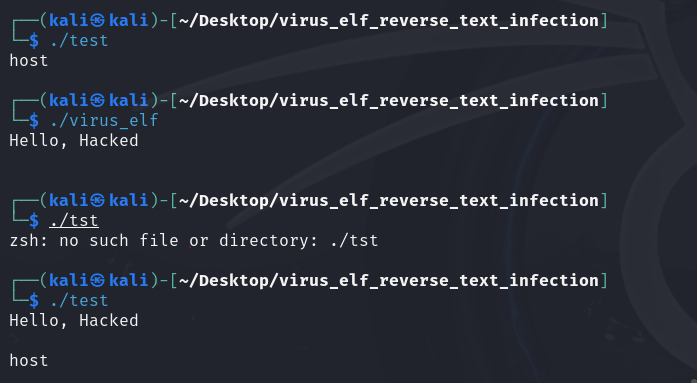 ┌──(kali㉿kali)-[~/Desktop/virus_elf_reverse_text_infection]
└─$ ./test
host
┌──(kali㉿kali)-[~/Desktop/virus_elf_reverse_text_infection]
└─$ ./virus_elf
Hello, Hacked
┌──(kali㉿kali)-[~/Desktop/virus_elf_reverse_text_infection]
└─$ ./tst
zsh: no such file or directory: ./tst
┌──(kali㉿kali)-[~/Desktop/virus_elf_reverse_text_infection]
└─$ ./test
Hello, Hacked
host